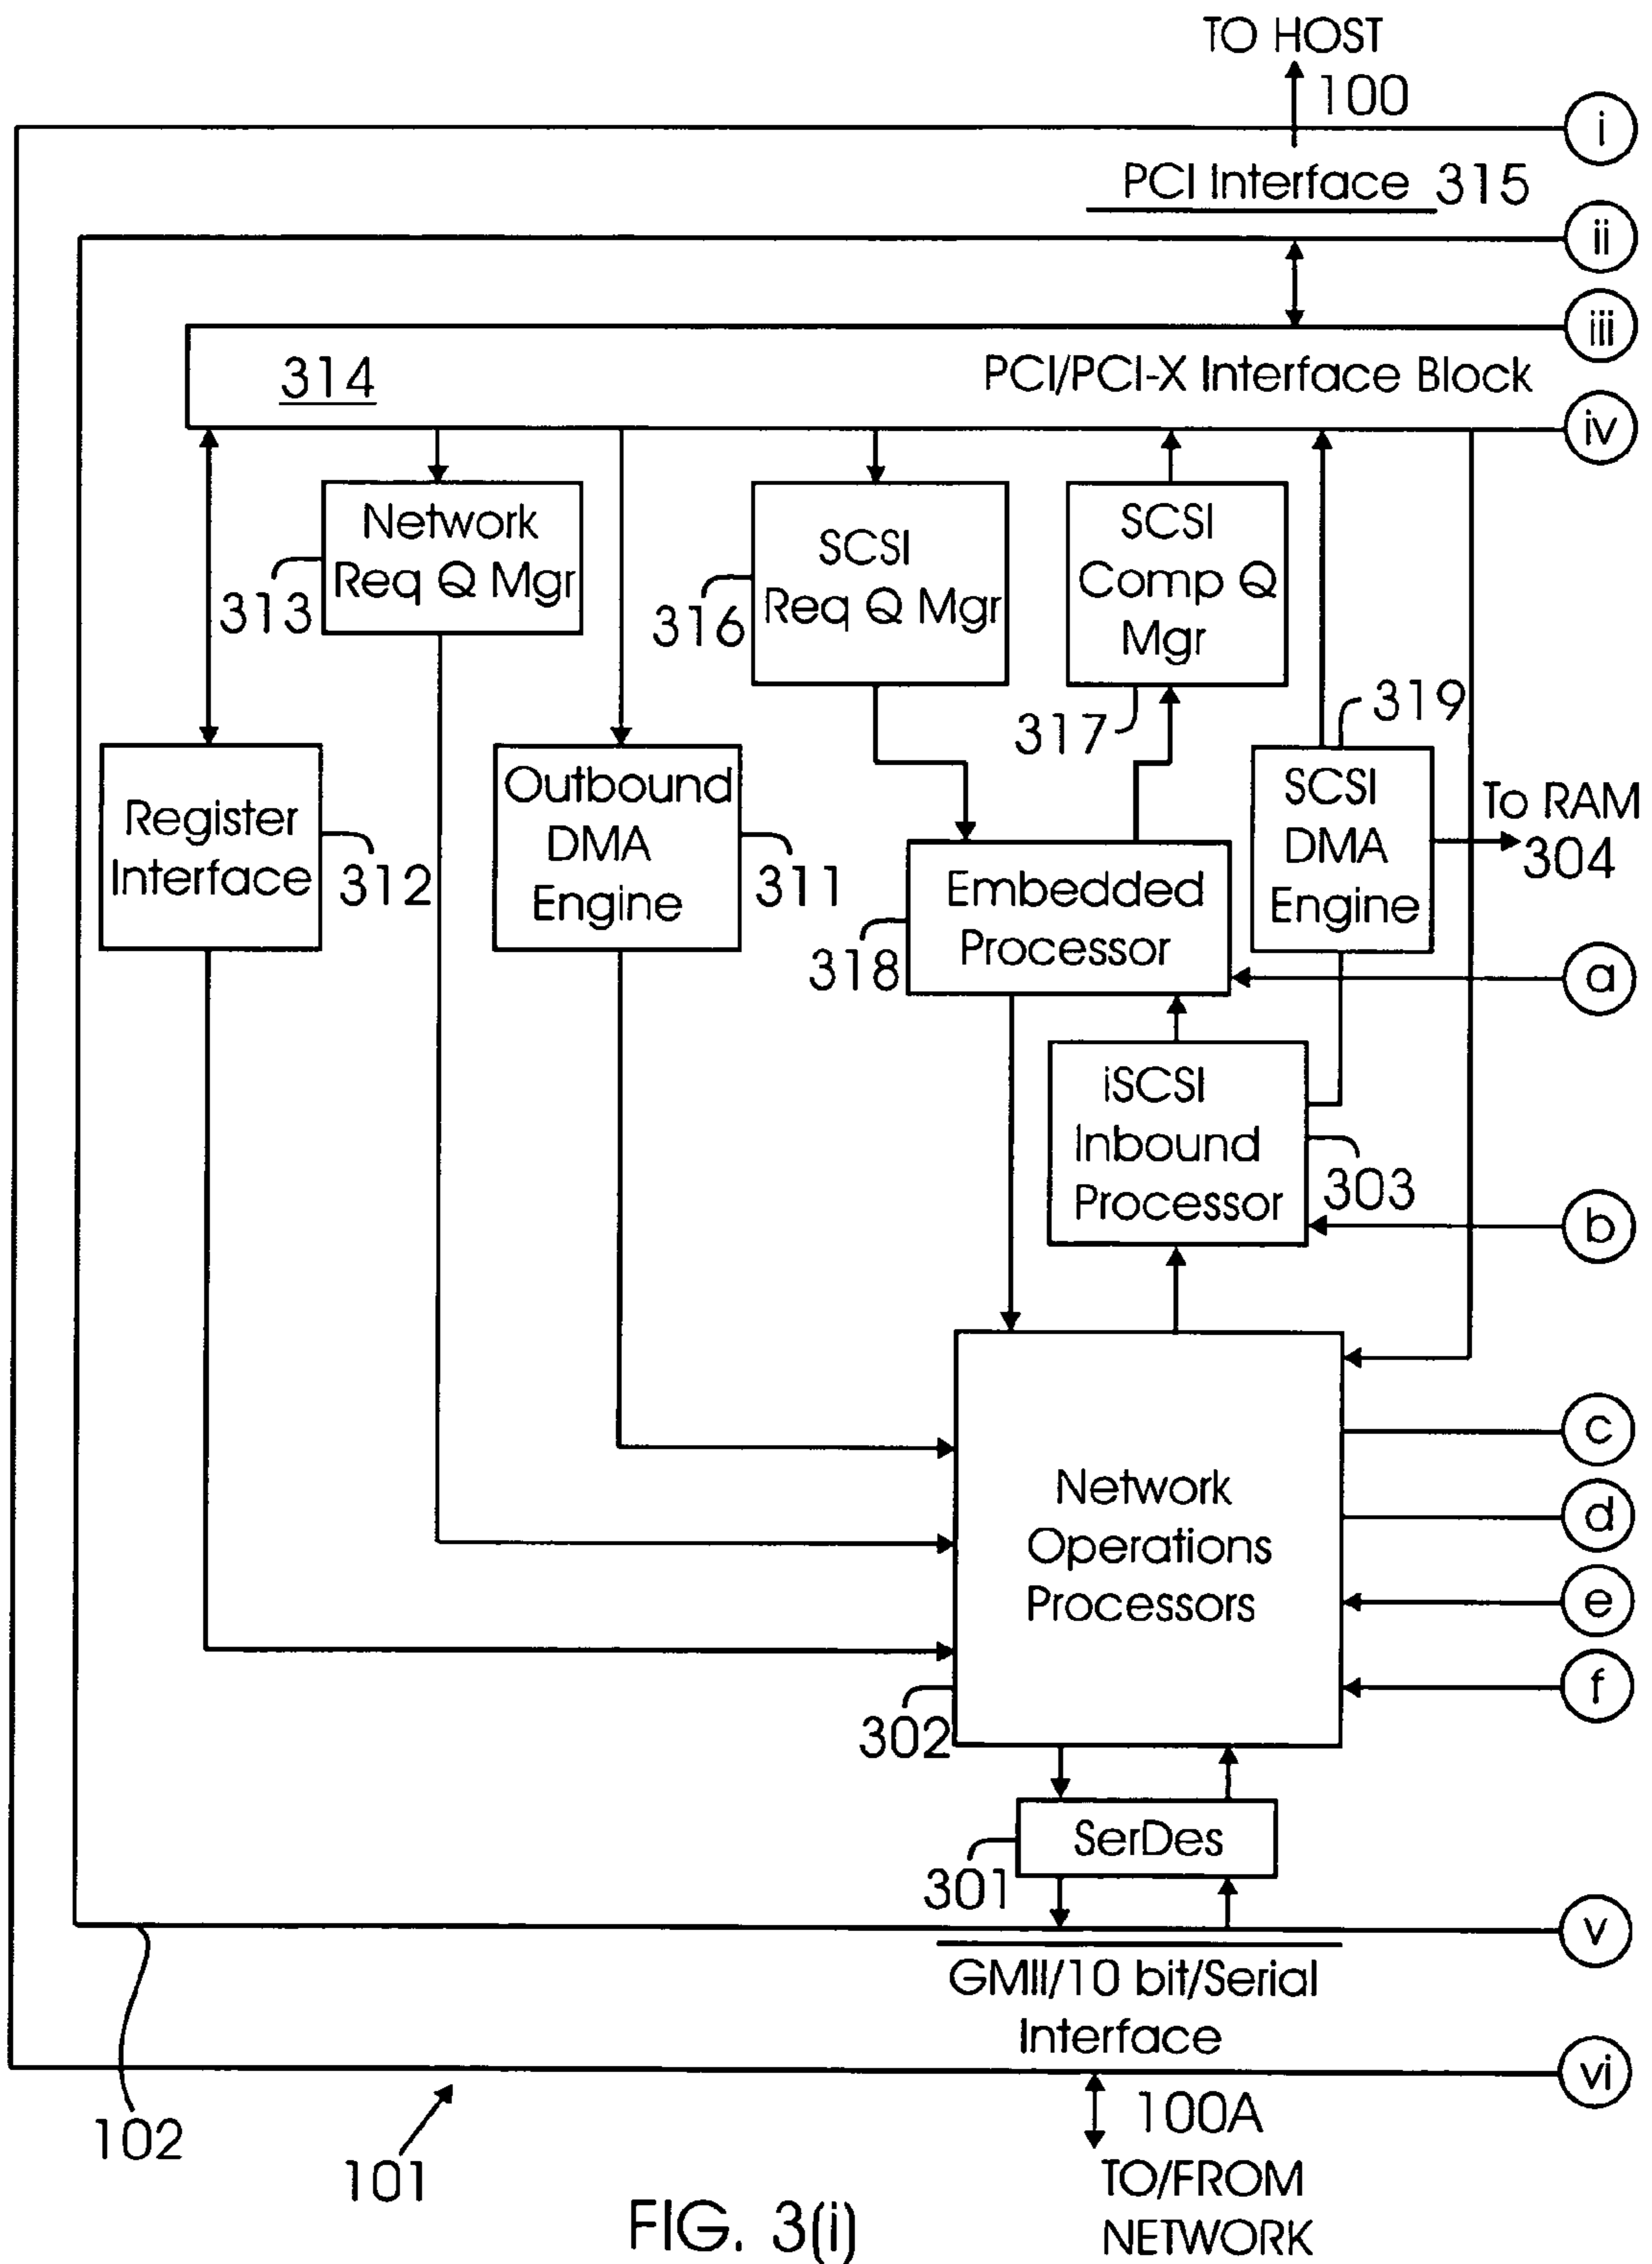 TO HOST
100
i
PCI Interface 315
ii
iii
314
PCI/PCI-X Interface Block
iv
Network
Req Q Mgr
313
SCSI
Req Q Mgr
316
SCSI
Comp Q
Mgr
317
319
Register
Interface
312
Outbound
DMA
Engine
311
Embedded
Processor
318
SCSI
DMA
Engine
To RAM
304
a
iSCSI
Inbound
Processor
303
b
Network
Operations
Processors
302
c
d
e
f
SerDes
301
v
GMII/10 bit/Serial
Interface
vi
102
101
100A
TO/FROM
NETWORK
FIG. 3(i)